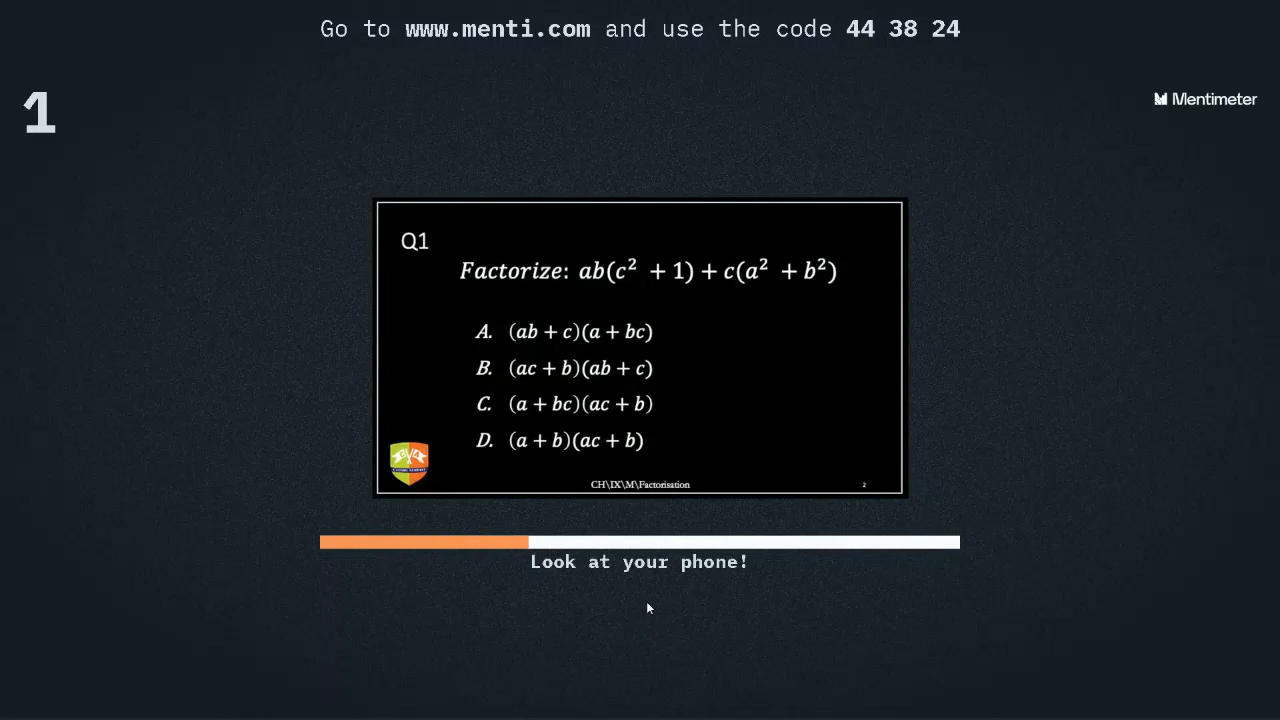 Go to www.menti.com and use the code 44 38 24
1
Mentimeter
Q1
Factorize: ab(c² + 1) + c(a² + b²)
A. (ab + c)(a + bc)
B. (ac + b)(ab + c)
C. (a + bc)(ac + b)
D. (a + b)(ac + b)
CH\IX\M\Factorisation
2
Look at your phone!